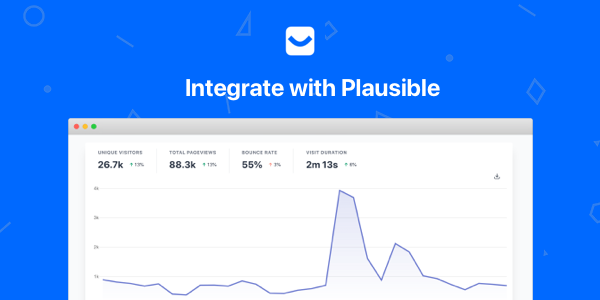 Integrate with Plausible
UNIQUE VISITORS TOTAL PAGEVIEWS BOUNCE RATE VISIT DURATION
26.7k ↑ 13% 88.3k ↑ 13% 55% ↑ 3% 2m 13s ↑ 6%
3k
2k
1k